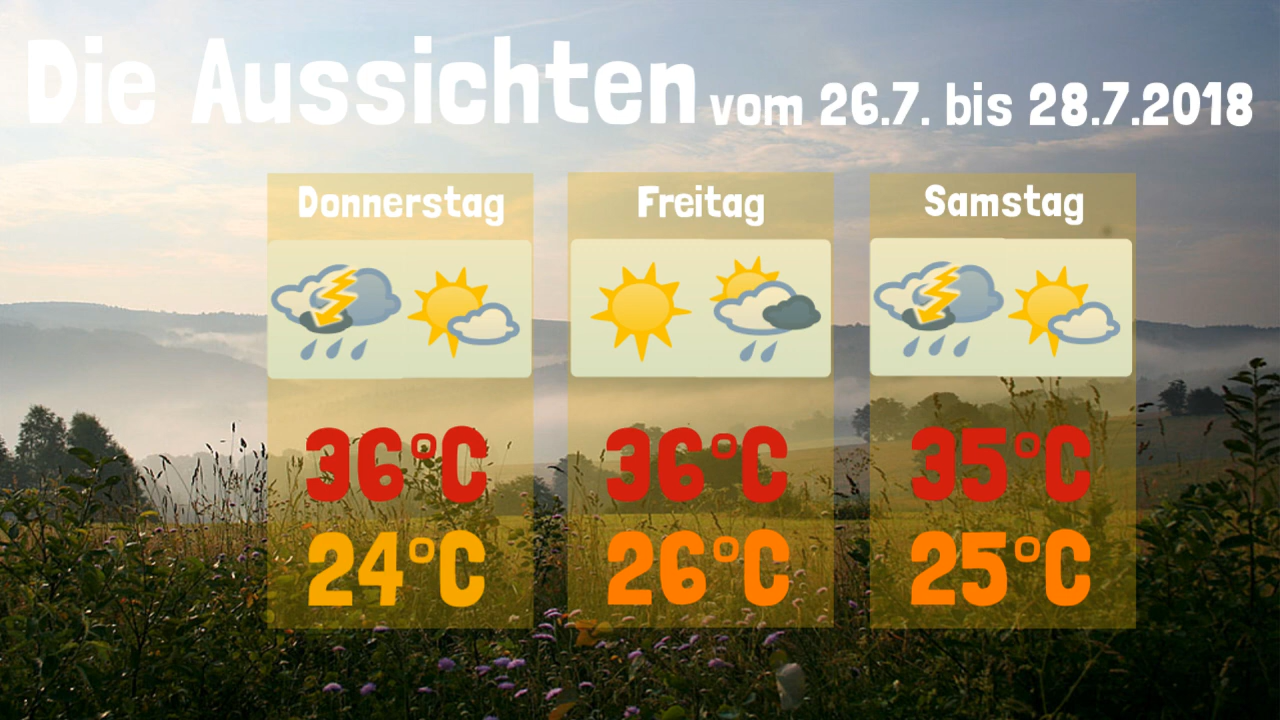 Die Aussichten vom 26.7. bis 28.7.2018
Donnerstag
Freitag
Samstag
36°C
36°C
35°C
24°C
26°C
25°C